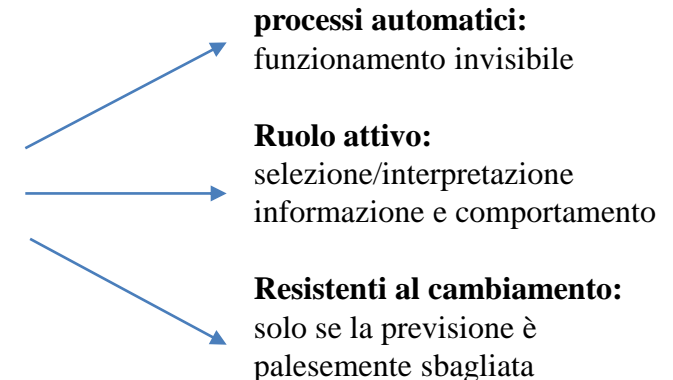 processi automatici:
funzionamento invisibile
Ruolo attivo:
selezione/interpretazione
informazione e comportamento
Resistenti al cambiamento:
solo se la previsione è
palesemente sbagliata